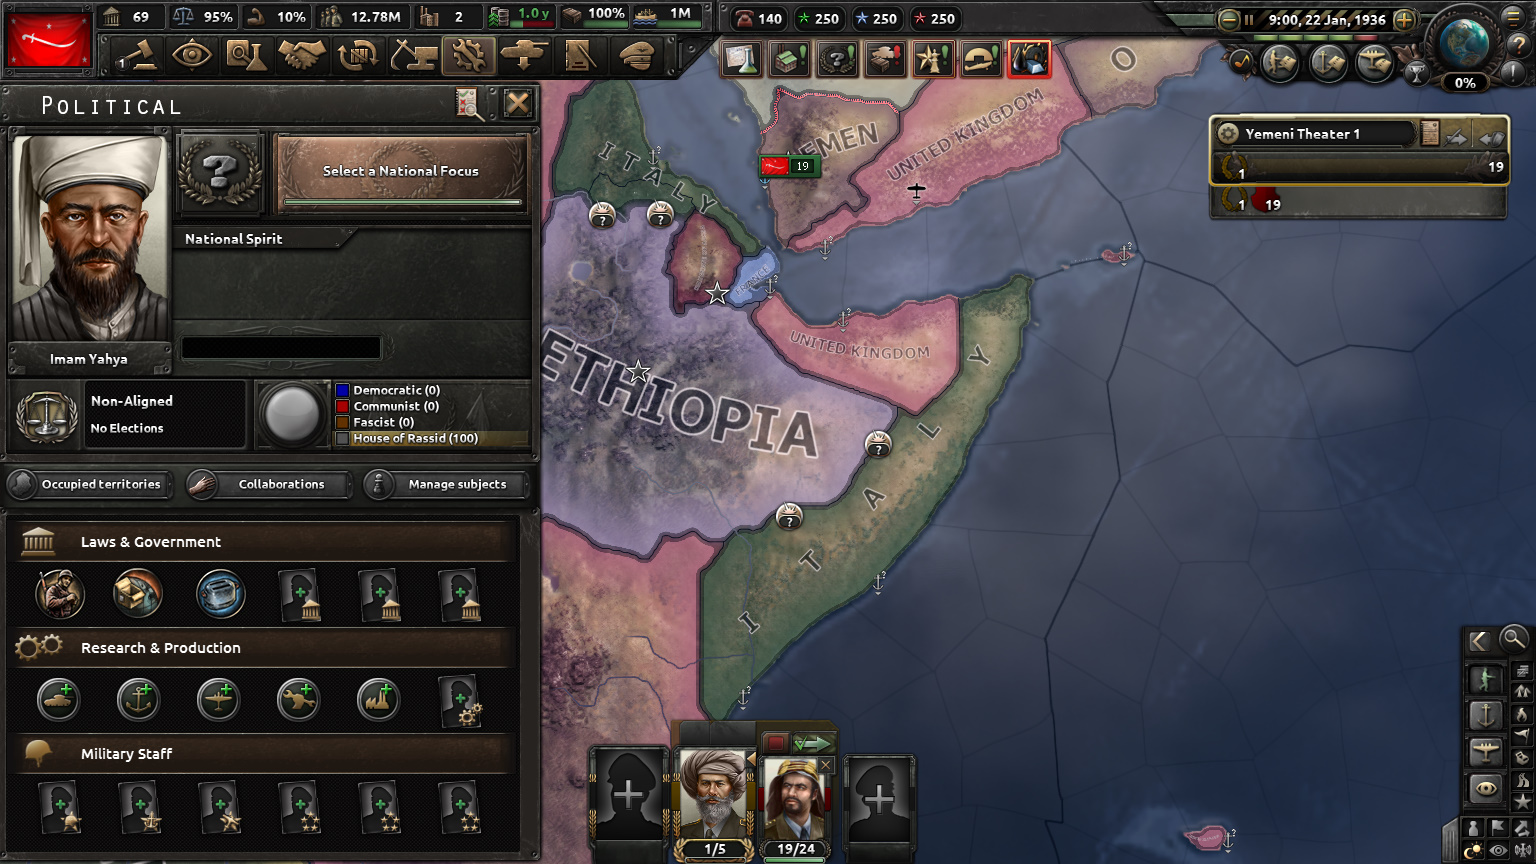 69
95%
10%
12.78M
2
1.0 y
100%
1M
140
250
250
250
9:00, 22 Jan, 1936
0%
1
POLITICAL
Select a National Focus
National Spirit
Imam Yahya
Non-Aligned
No Elections
Democratic (0)
Communist (0)
Fascist (0)
House of Rassid (100)
Occupied territories
Collaborations
Manage subjects
Laws & Government
Research & Production
Military Staff
ITALY
EMEN
19
UNITED KINGDOM
O
FRANCE
UNITED KINGDOM
ETHIOPIA
ITALY
Yemeni Theater 1
1
19
1
19
1/5
19/24